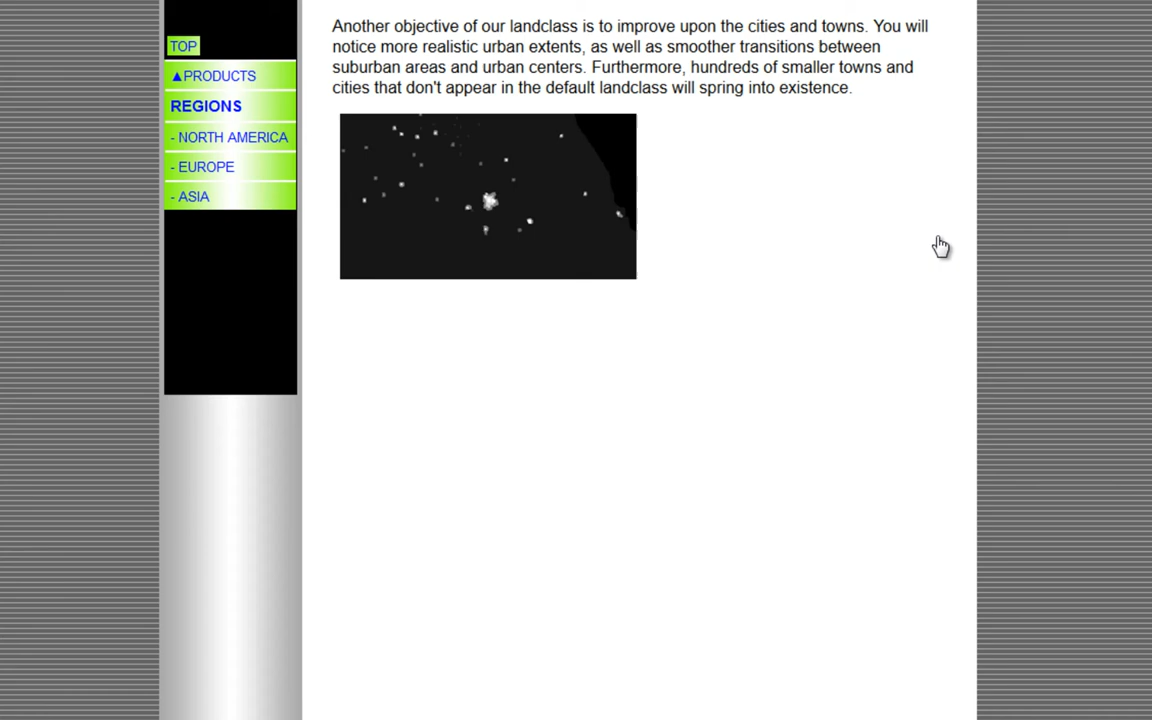 TOP
▲PRODUCTS
REGIONS
- NORTH AMERICA
- EUROPE
- ASIA
Another objective of our landclass is to improve upon the cities and towns. You will
notice more realistic urban extents, as well as smoother transitions between
suburban areas and urban centers. Furthermore, hundreds of smaller towns and
cities that don't appear in the default landclass will spring into existence.